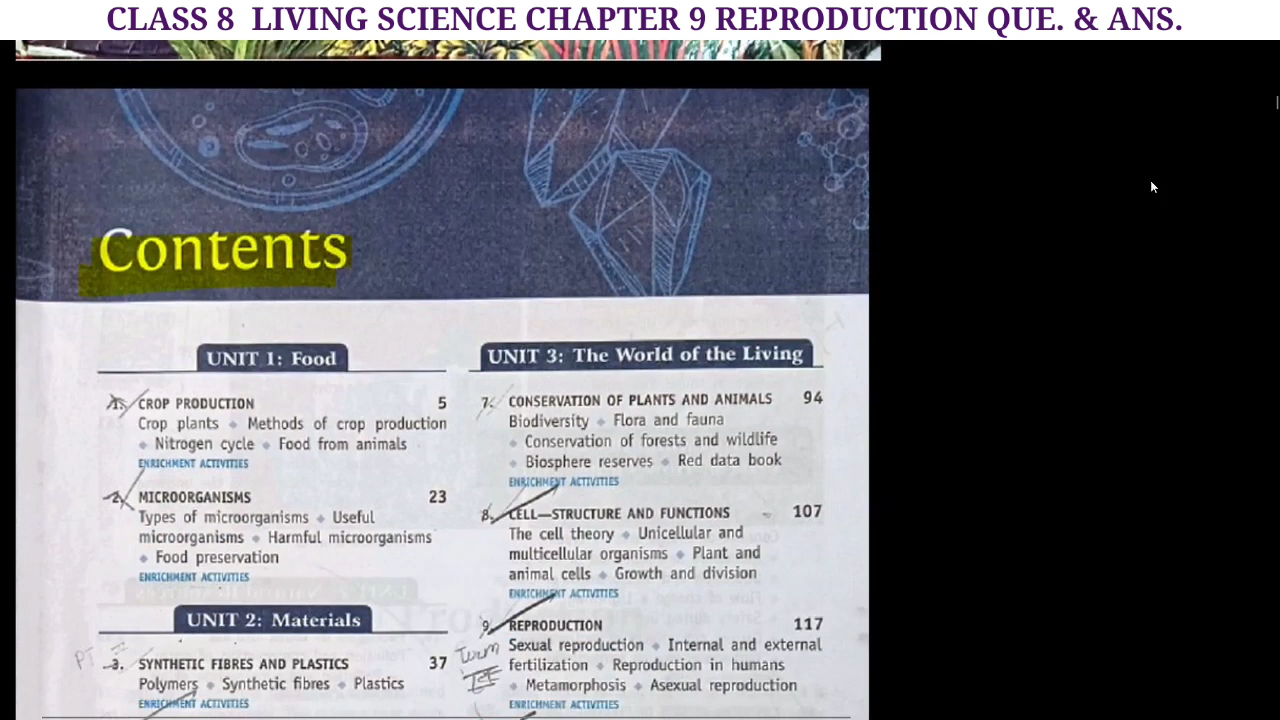 CLASS 8 LIVING SCIENCE CHAPTER 9 REPRODUCTION QUE. & ANS.
Contents
UNIT 1: Food
1. CROP PRODUCTION 5
Crop plants ◆ Methods of crop production
◆ Nitrogen cycle ◆ Food from animals
ENRICHMENT ACTIVITIES
2. MICROORGANISMS 23
Types of microorganisms ◆ Useful
microorganisms ◆ Harmful microorganisms
◆ Food preservation
ENRICHMENT ACTIVITIES
UNIT 2: Materials
PT
3. SYNTHETIC FIBRES AND PLASTICS 37
Polymers ◆ Synthetic fibres ◆ Plastics
ENRICHMENT ACTIVITIES
UNIT 3: The World of the Living
7. CONSERVATION OF PLANTS AND ANIMALS 94
Biodiversity ◆ Flora and fauna
◆ Conservation of forests and wildlife
◆ Biosphere reserves ◆ Red data book
ENRICHMENT ACTIVITIES
8. CELL—STRUCTURE AND FUNCTIONS 107
The cell theory ◆ Unicellular and
multicellular organisms ◆ Plant and
animal cells ◆ Growth and division
ENRICHMENT ACTIVITIES
9. REPRODUCTION 117
Sexual reproduction ◆ Internal and external
fertilization ◆ Reproduction in humans
◆ Metamorphosis ◆ Asexual reproduction
ENRICHMENT ACTIVITIES
Term